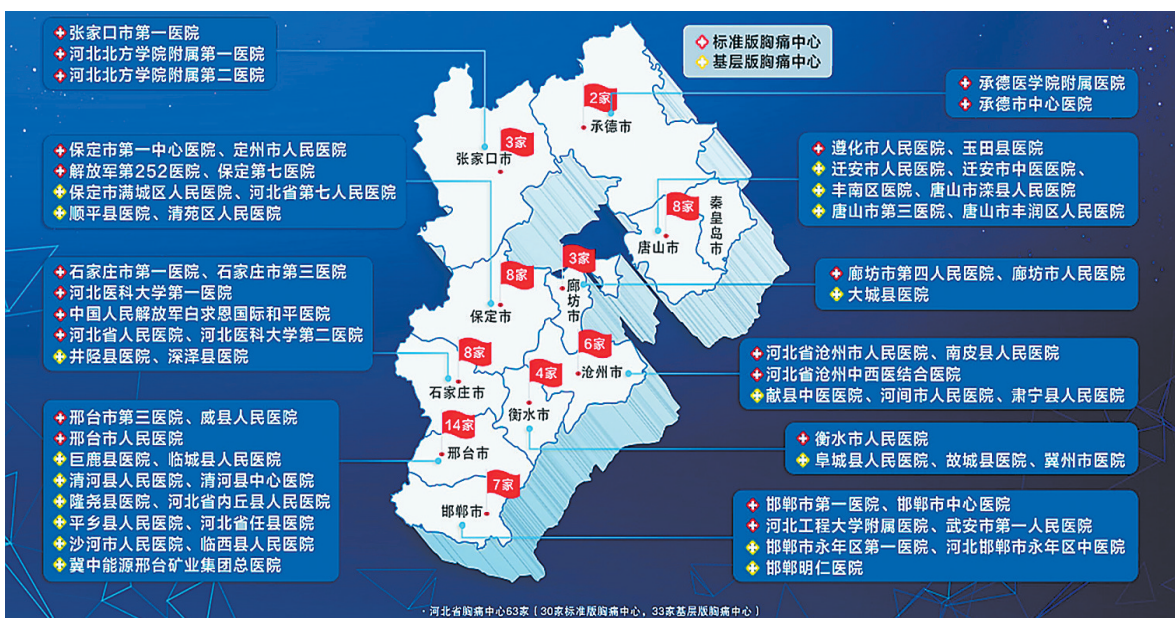 张家口市第一医院
河北北方学院附属第一医院
河北北方学院附属第二医院
标准版胸痛中心
基层版胸痛中心
承德医学院附属医院
承德市中心医院
2家
承德市
3家
张家口市
保定市第一中心医院、定州市人民医院
解放军第252医院、保定第七医院
保定市满城区人民医院、河北省第七人民医院
顺平县医院、清苑区人民医院
遵化市人民医院、玉田县医院
迁安市人民医院、迁安市中医医院、
丰南区医院、唐山市滦县人民医院
唐山市第三医院、唐山市丰润区人民医院
8家
唐山市
秦皇岛市
3家
廊坊市
廊坊市第四人民医院、廊坊市人民医院
大城县医院
8家
保定市
石家庄市第一医院、石家庄市第三医院
河北医科大学第一医院
中国人民解放军白求恩国际和平医院
河北省人民医院、河北医科大学第二医院
井陉县医院、深泽县医院
8家
石家庄市
6家
沧州市
河北省沧州市人民医院、南皮县人民医院
河北省沧州中西医结合医院
献县中医医院、河间市人民医院、肃宁县人民医院
4家
衡水市
衡水市人民医院
阜城县人民医院、故城县医院、冀州市医院
邢台市第三医院、威县人民医院
邢台市人民医院
巨鹿县医院、临城县人民医院
清河县人民医院、清河县中心医院
隆尧县医院、河北省内丘县人民医院
平乡县人民医院、河北省任县医院
沙河市人民医院、临西县人民医院
冀中能源邢台矿业集团总医院
14家
邢台市
7家
邯郸市
邯郸市第一医院、邯郸市中心医院
河北工程大学附属医院、武安市第一人民医院
邯郸市永年区第一医院、河北邯郸市永年区中医院
邯郸明仁医院
·河北省胸痛中心63家（30家标准版胸痛中心，33家基层版胸痛中心）